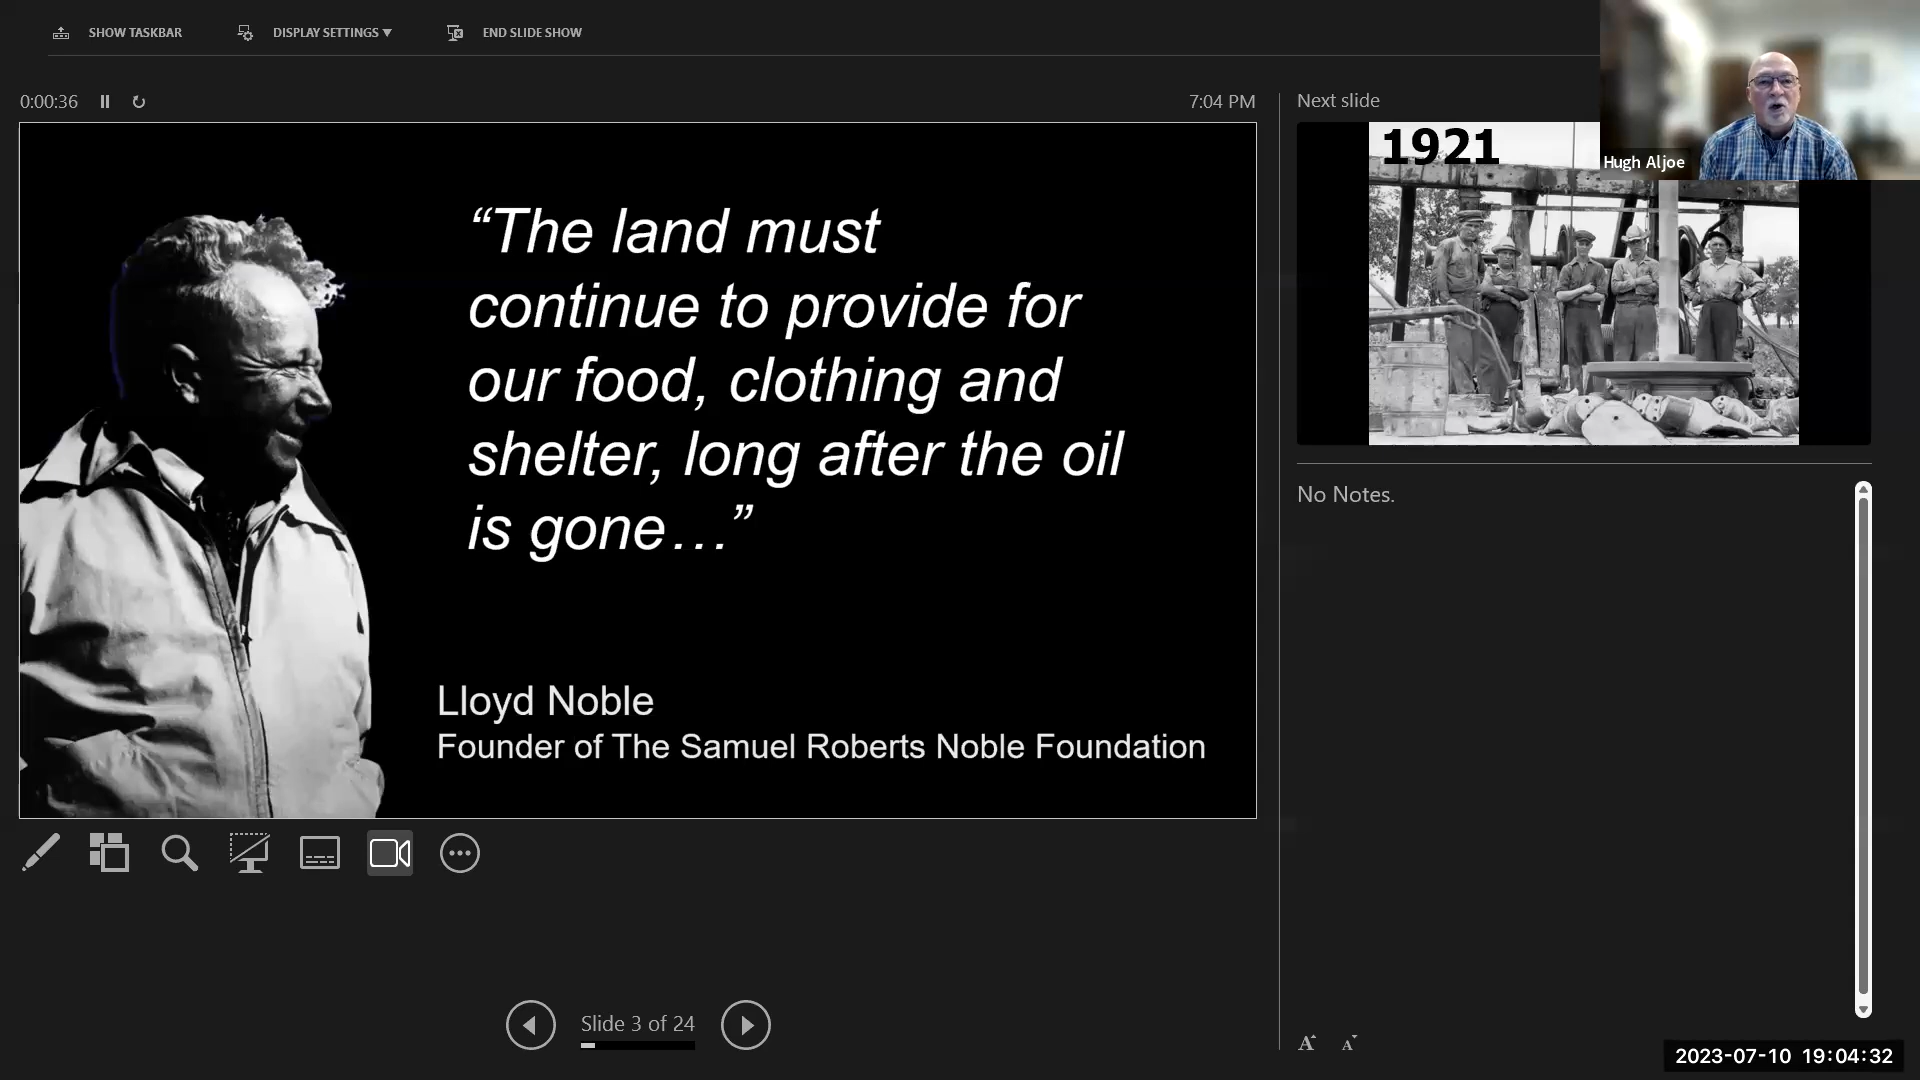 SHOW TASKBAR
DISPLAY SETTINGS ▼
END SLIDE SHOW
0:00:36
7:04 PM
Next slide
“The land must
continue to provide for
our food, clothing and
shelter, long after the oil
is gone…”
Lloyd Noble
Founder of The Samuel Roberts Noble Foundation
1921
Hugh Aljoe
No Notes.
Slide 3 of 24
A A
2023-07-10 19:04:32